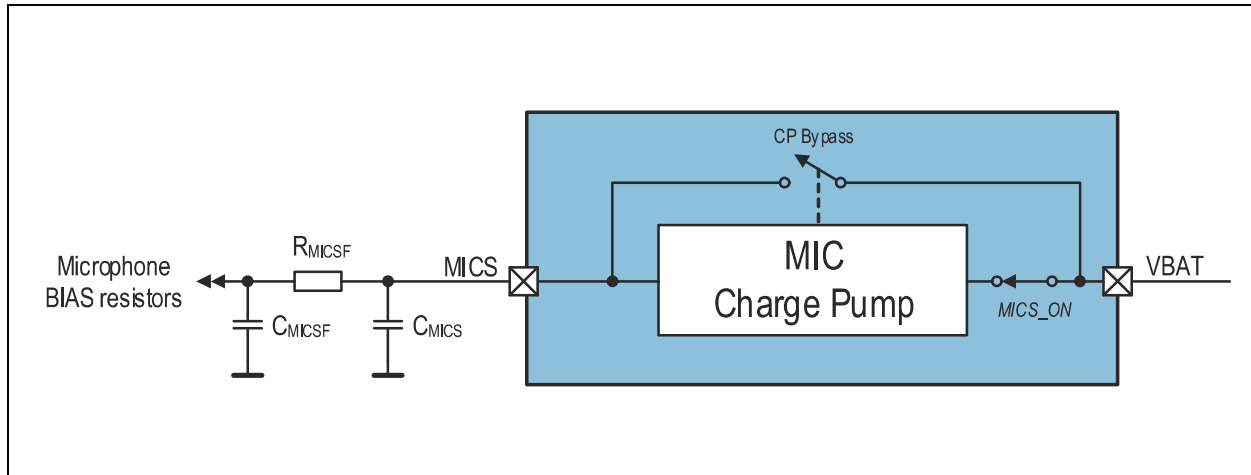 CP Bypass
RMICSF
MICS
MIC
Charge Pump
VBAT
Microphone
BIAS resistors
MICS_ON
CMICSF
CMICS